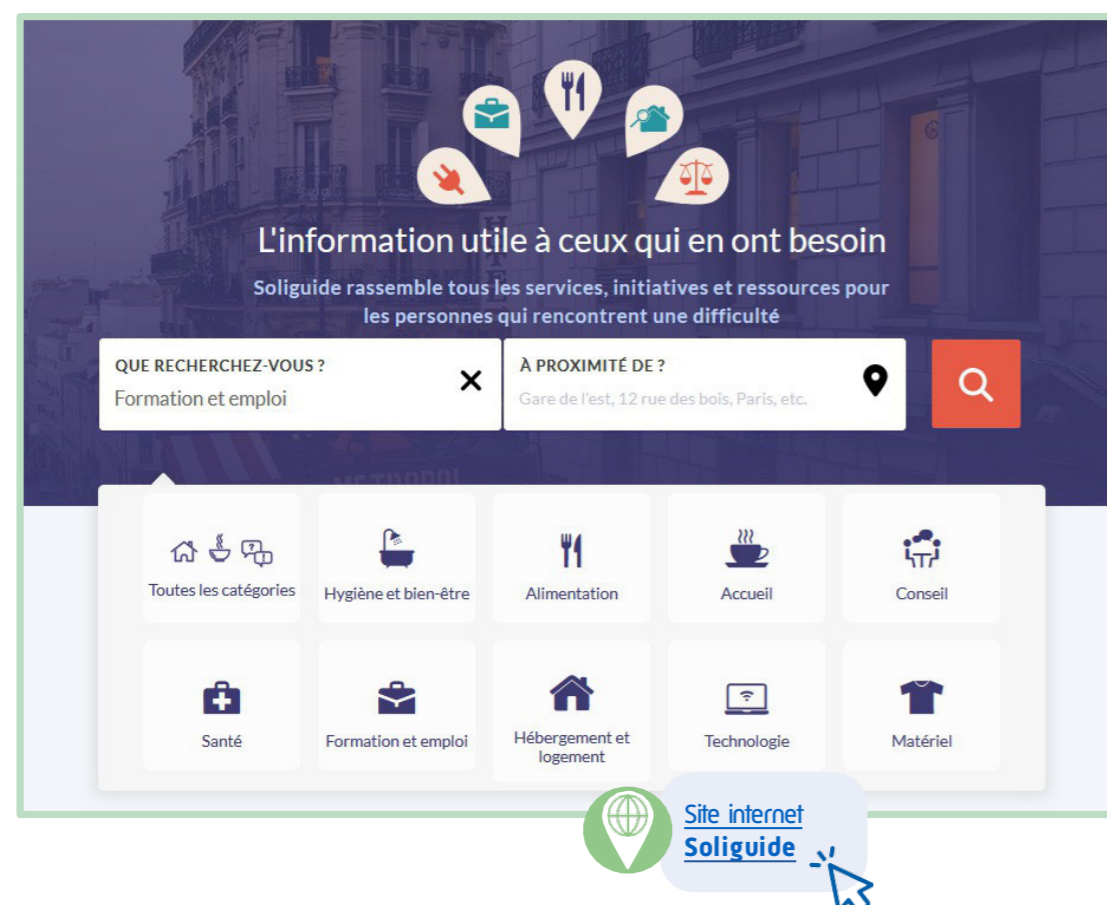 L'information utile à ceux qui en ont besoin
Soliguide rassemble tous les services, initiatives et ressources pour
les personnes qui rencontrent une difficulté
QUE RECHERCHEZ-VOUS ?
Formation et emploi
À PROXIMITÉ DE ?
Gare de l'est, 12 rue des bois, Paris, etc.
Toutes les catégories
Hygiène et bien-être
Alimentation
Accueil
Conseil
Santé
Formation et emploi
Hébergement et
logement
Technologie
Matériel
Site internet
Soliguide